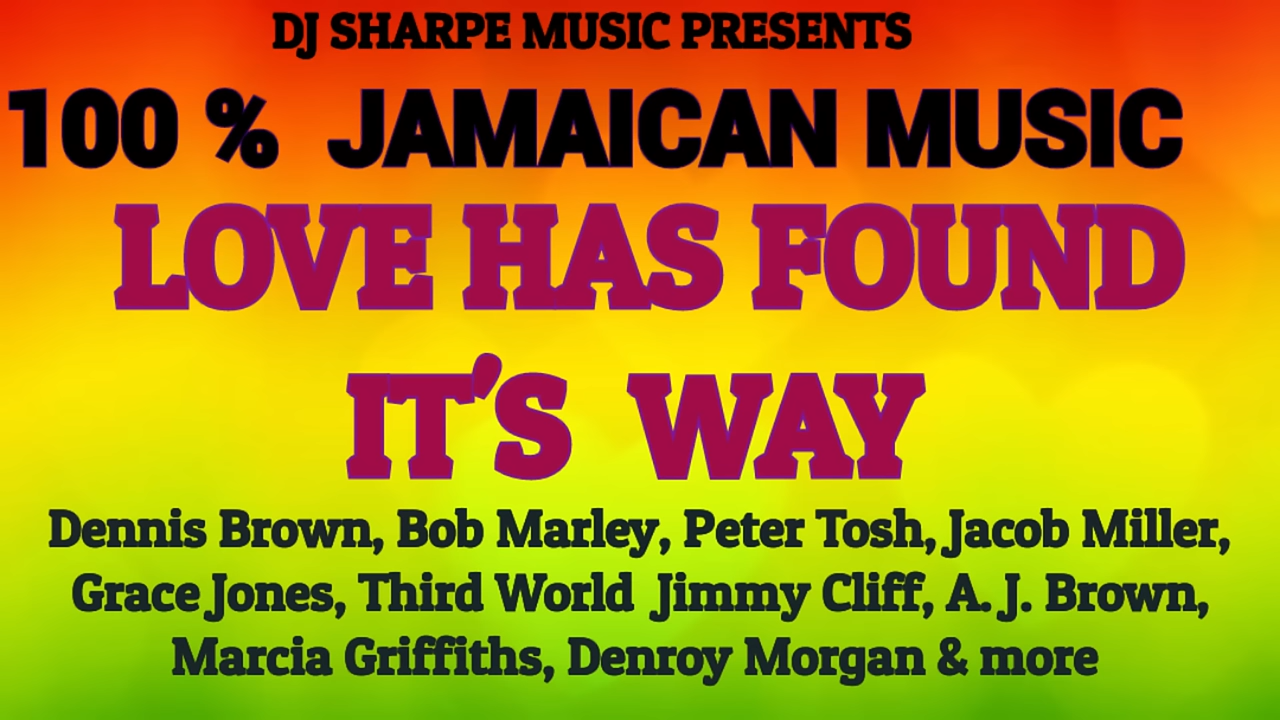 DJ SHARPE MUSIC PRESENTS
100 % JAMAICAN MUSIC
LOVE HAS FOUND
IT'S WAY
Dennis Brown, Bob Marley, Peter Tosh, Jacob Miller,
Grace Jones, Third World Jimmy Cliff, A. J. Brown,
Marcia Griffiths, Denroy Morgan & more